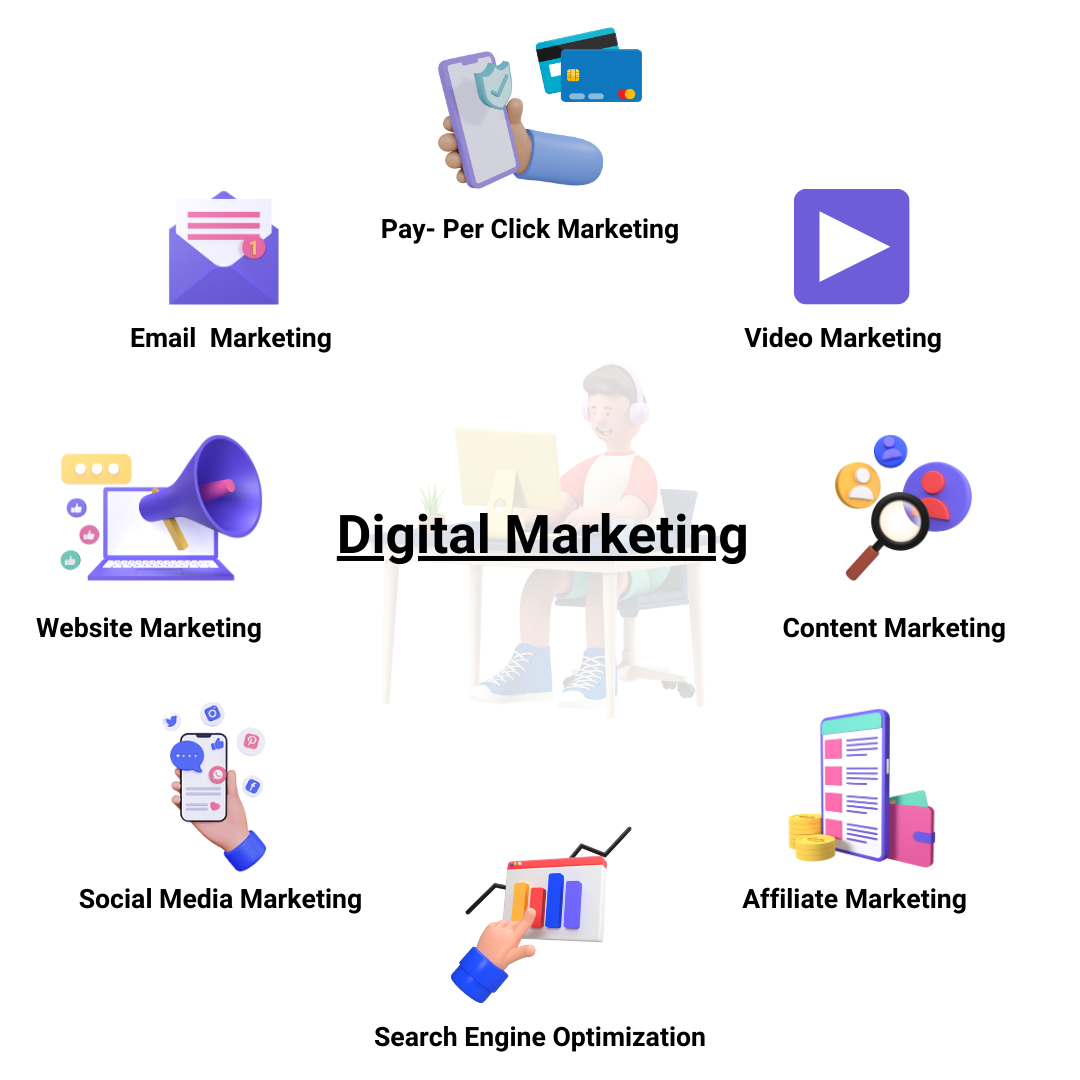 Pay- Per Click Marketing
1
Email  Marketing
Video Marketing
Digital Marketing
Website Marketing
Content Marketing
Social Media Marketing
Affiliate Marketing
Search Engine Optimization